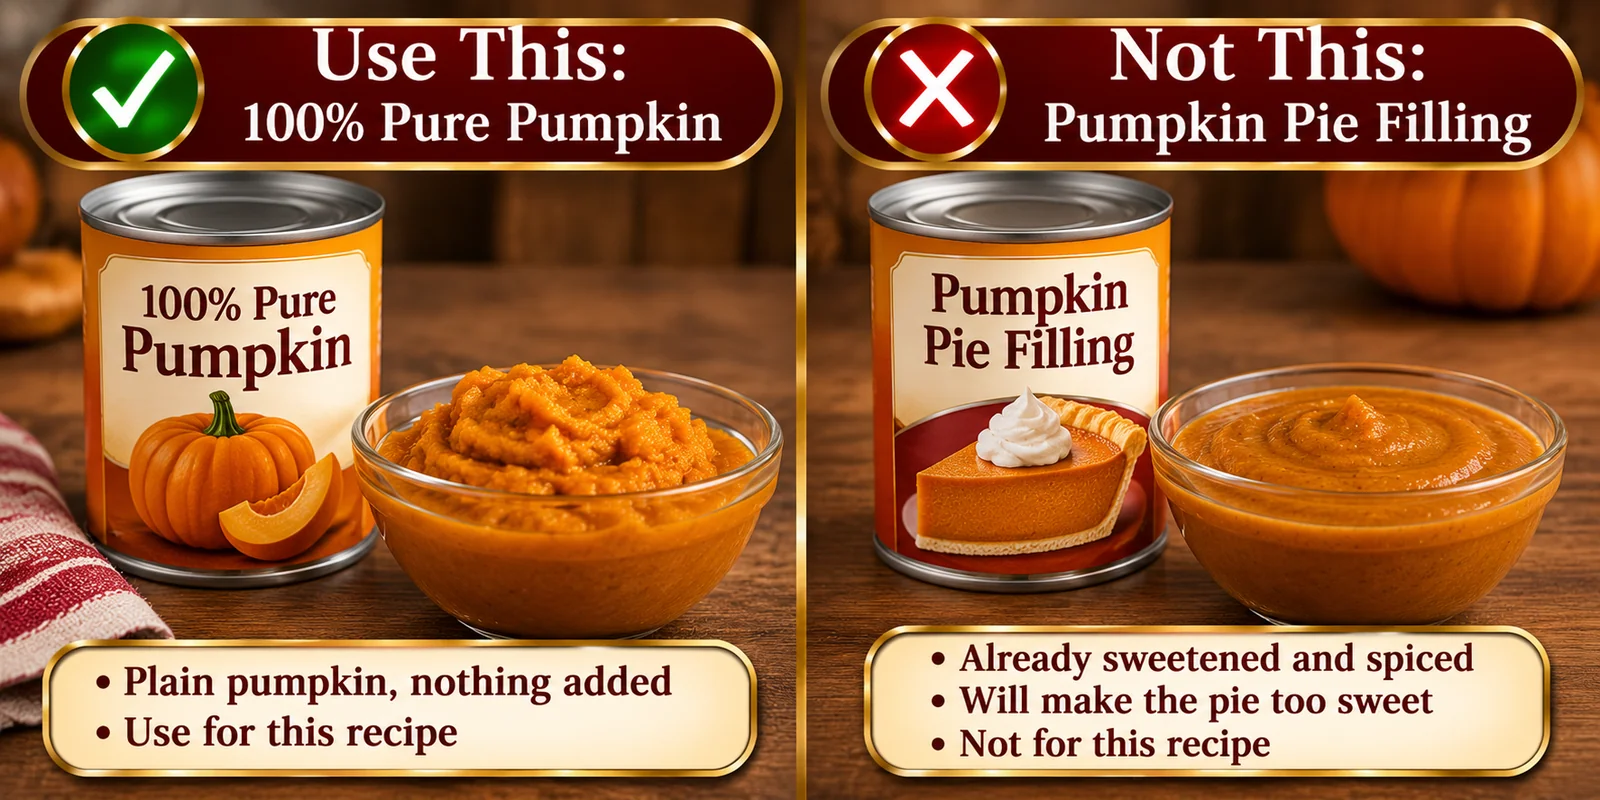 Use This:
100% Pure Pumpkin
100% Pure
Pumpkin
• Plain pumpkin, nothing added
• Use for this recipe
Not This:
Pumpkin Pie Filling
Pumpkin
Pie Filling
• Already sweetened and spiced
• Will make the pie too sweet
• Not for this recipe